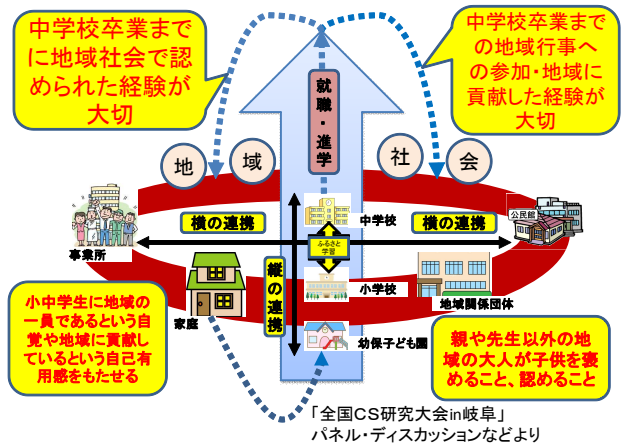 中学校卒業まで
に地域社会で認
められた経験が
大切
中学校卒業まで
の地域行事へ
の参加・地域に
貢献した経験が
大切
就職・進学
地域社会
公民館
横の連携
横の連携
中学校
事業所
ふるさと
学習
縦の連携
小学校
地域関係団体
家庭
幼保子ども園
小中学生に地域の
一員であるという自
覚や地域に貢献し
ているという自己有
用感をもたせる
親や先生以外の地
域の大人が子供を褒
めること、認めること
「全国CS研究大会in岐阜」
パネル・ディスカッションなどより